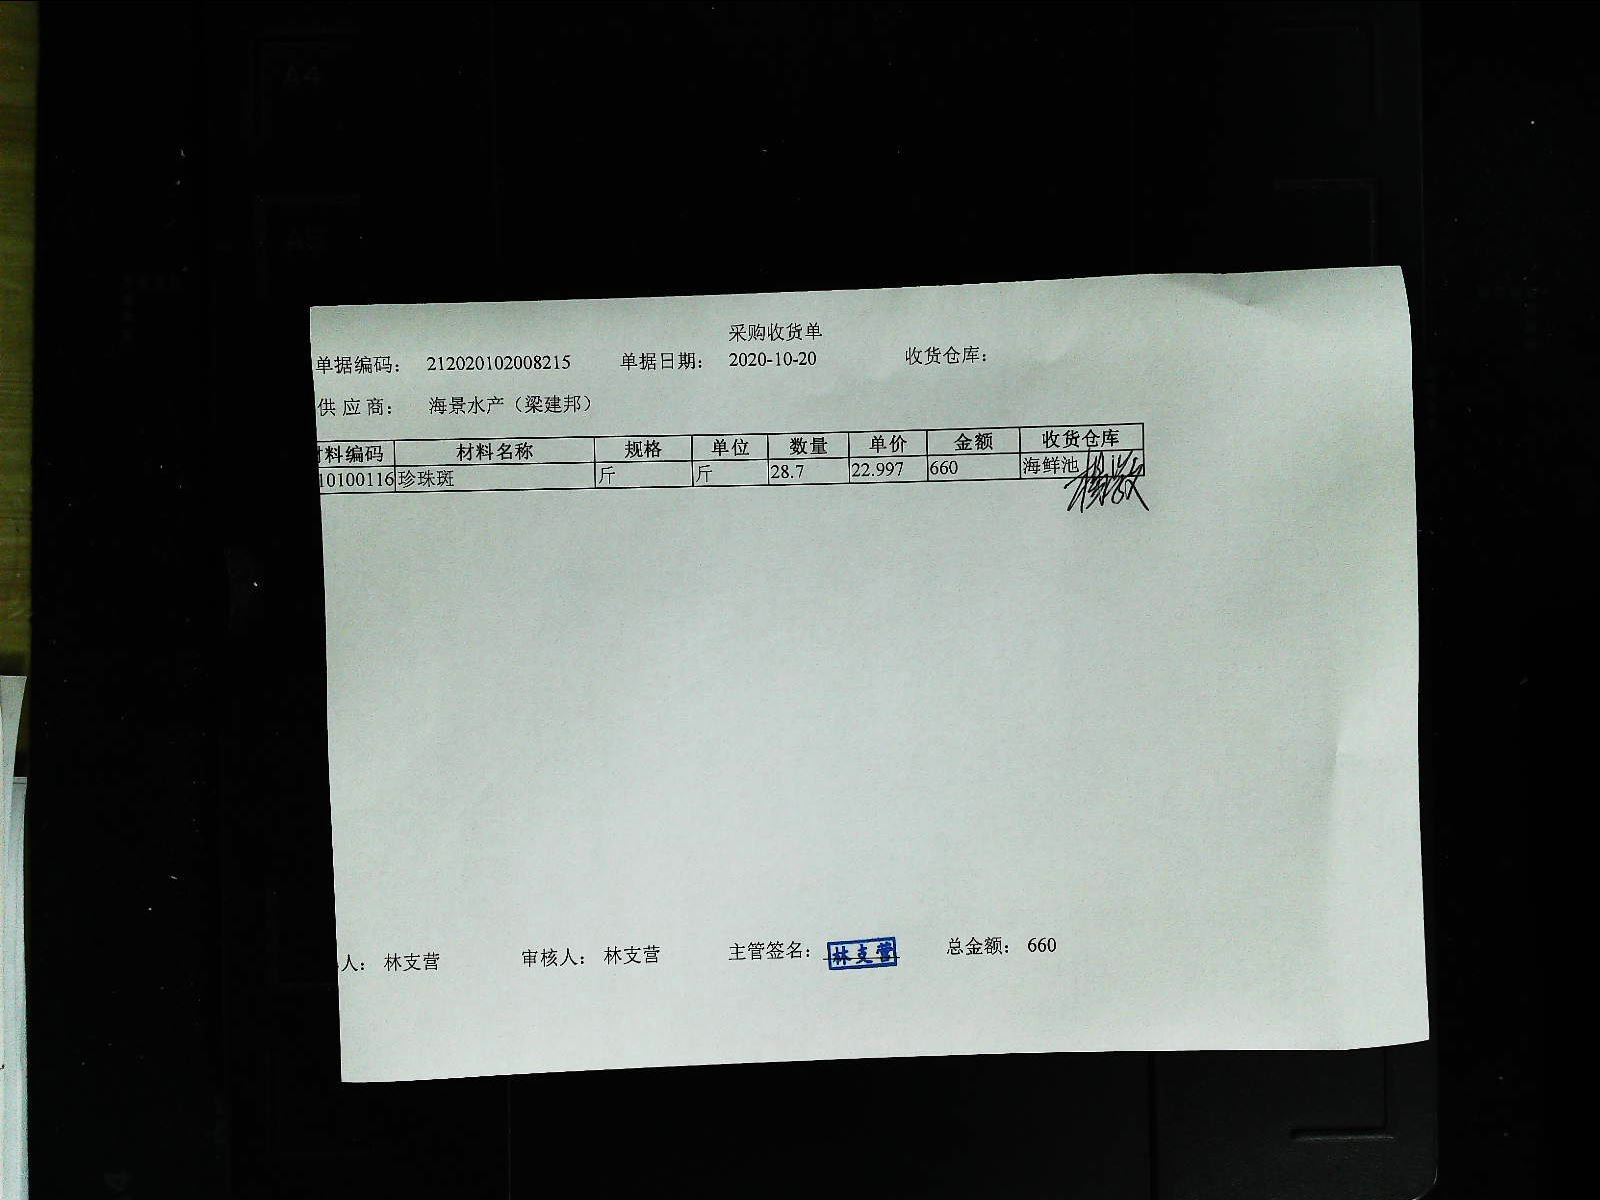 采购收货单
单据编码： 212020102008215 单据日期： 2020-10-20 收货仓库：
供 应 商： 海景水产（梁建邦）
料编码 材料名称 规格 单位 数量 单价 金额 收货仓库
10100116 珍珠斑 斤 斤 28.7 22.997 660 海鲜池
人： 林支营 审核人： 林支营 主管签名： 林支营 总金额： 660